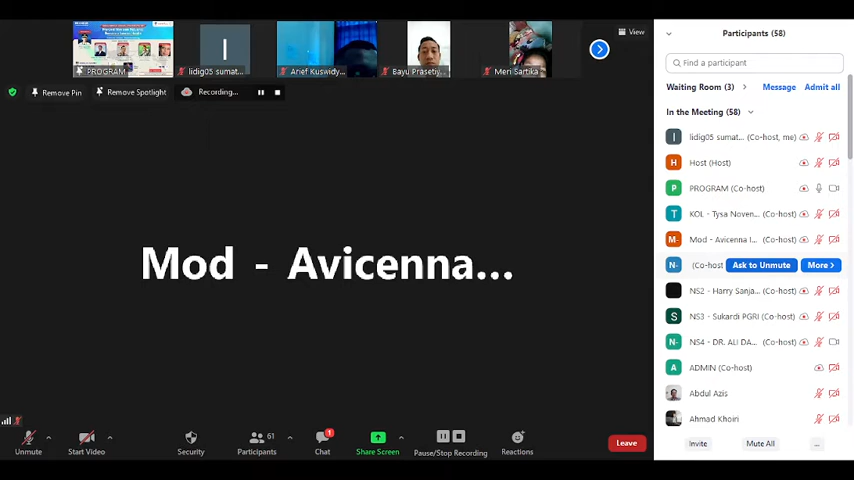 View
PROGRAM
I
lidig05 sumat...
Arief Kuswidy...
Bayu Prasetiy...
Meri Sartika
Remove Pin
Remove Spotlight
Recording...
Mod - Avicenna...
Unmute
Start Video
Security
61
Participants
1
Chat
Share Screen
Pause/Stop Recording
Reactions
Leave
Participants (58)
Find a participant
Waiting Room (3)
Message
Admit all
In the Meeting (58)
I lidig05 sumat... (Co-host, me)
H Host (Host)
P PROGRAM (Co-host)
T KOL - Tysa Noven... (Co-host)
M- Mod - Avicenna I... (Co-host)
N- (Co-host Ask to Unmute More
NS2 - Harry Sanja... (Co-host)
S NS3 - Sukardi PGRI (Co-host)
N- NS4 - DR. ALI DA... (Co-host)
A ADMIN (Co-host)
Abdul Azis
Ahmad Khoiri
Invite
Mute All
...